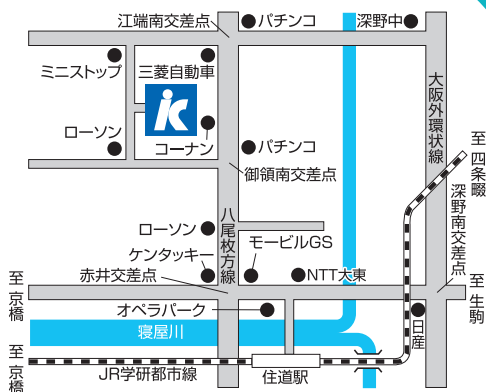 江端南交差点
パチンコ
深野中
ミニストップ
三菱自動車
大阪外環状線
iC
ローソン
コーナン
パチンコ
至四条畷
御領南交差点
深野南交差点
ローソン
八尾枚方線
モービルGS
ケンタッキー
赤井交差点
NTT大東
至京橋
至生駒
オペラパーク
日産
寝屋川
至京橋
JR学研都市線
住道駅